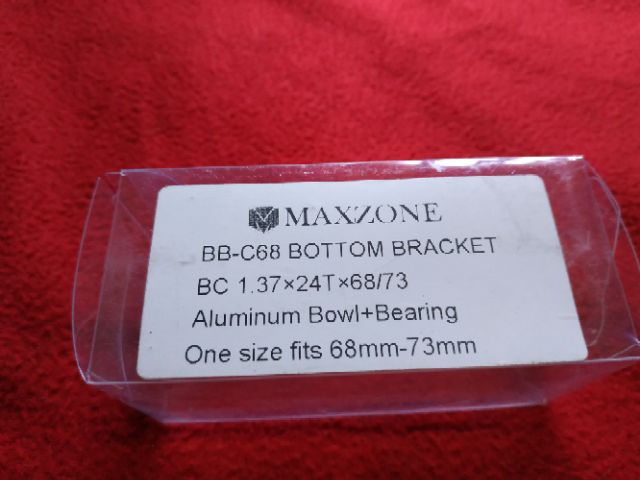 MAXZONE
BB-C68 BOTTOM BRACKET
BC 1.37×24T×68/73
Aluminum Bowl+Bearing
One size fits 68mm-73mm